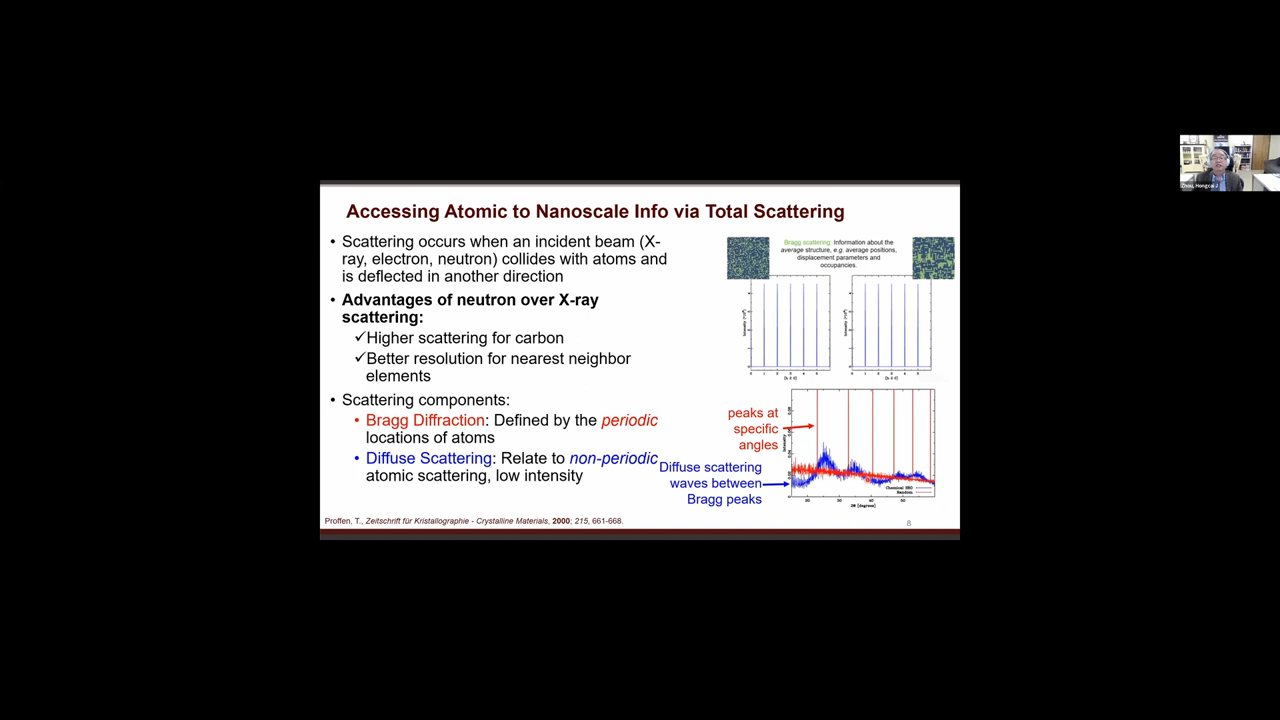 Accessing Atomic to Nanoscale Info via Total Scattering
• Scattering occurs when an incident beam (X-
ray, electron, neutron) collides with atoms and
is deflected in another direction
• Advantages of neutron over X-ray
scattering:
✓Higher scattering for carbon
✓Better resolution for nearest neighbor
elements
• Scattering components:
• Bragg Diffraction: Defined by the periodic
locations of atoms
• Diffuse Scattering: Relate to non-periodic
atomic scattering, low intensity
Bragg scattering: Information about the
average structure, e.g. average positions,
displacement parameters and
occupancies.
peaks at
specific
angles
Diffuse scattering
waves between
Bragg peaks
Chemical SRO
Random
Proffen, T., Zeitschrift für Kristallographie - Crystalline Materials, 2000; 215, 661-668.
8
Zhou, Hongcai J